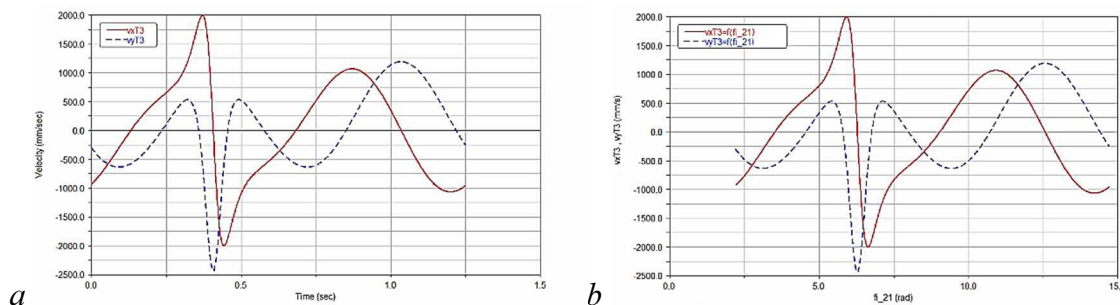 2000.0
1500.0
1000.0
500.0
0.0
-500.0
-1000.0
-1500.0
-2000.0
-2500.0
Velocity (mm/sec)
vxT3
vyT3
0.0 0.5 1.0 1.5
Time (sec)
a
2000.0
1500.0
1000.0
500.0
0.0
-500.0
-1000.0
-1500.0
-2000.0
-2500.0
vxT3 , vyT3 (mm/s)
vxT3=f(fi_21)
vyT3=f(fi_21)
0.0 5.0 10.0 15.0
fi_21 (rad)
b